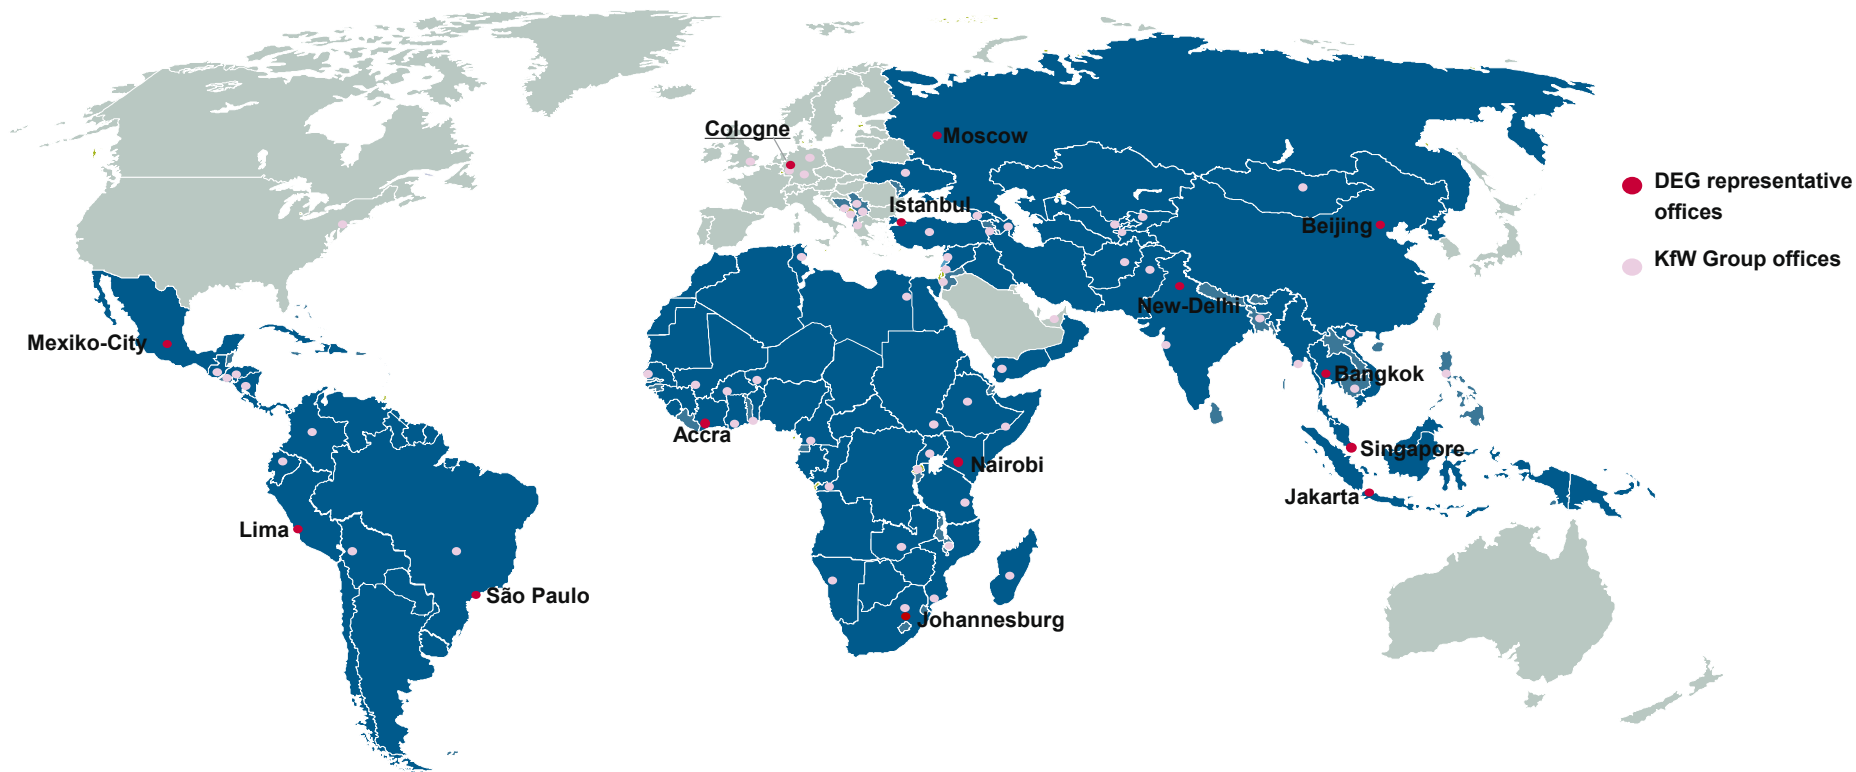 Cologne
Moscow
DEG representative
offices
Istanbul
Beijing
KfW Group offices
New-Delhi
Mexiko-City
Bangkok
Accra
Singapore
Nairobi
Jakarta
Lima
São Paulo
Johannesburg